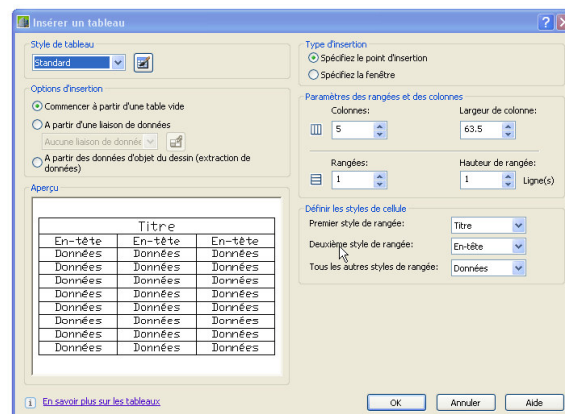 Insérer un tableau
Style de tableau
Standard
Options d'insertion
Commencer à partir d'une table vide
A partir d'une liaison de données
Aucune liaison de donnée
A partir des données d'objet du dessin (extraction de
données)
Aperçu
Titre
En-tête En-tête En-tête
Données Données Données
Données Données Données
Données Données Données
Données Données Données
Données Données Données
Données Données Données
Données Données Données
Données Données Données
En savoir plus sur les tableaux
Type d'insertion
Spécifiez le point d'insertion
Spécifiez la fenêtre
Paramètres des rangées et des colonnes
Colonnes: Largeur de colonne:
5 63.5
Rangées: Hauteur de rangée:
1 1 Ligne(s)
Définir les styles de cellule
Premier style de rangée: Titre
Deuxième style de rangée: En-tête
Tous les autres styles de rangée: Données
OK Annuler Aide